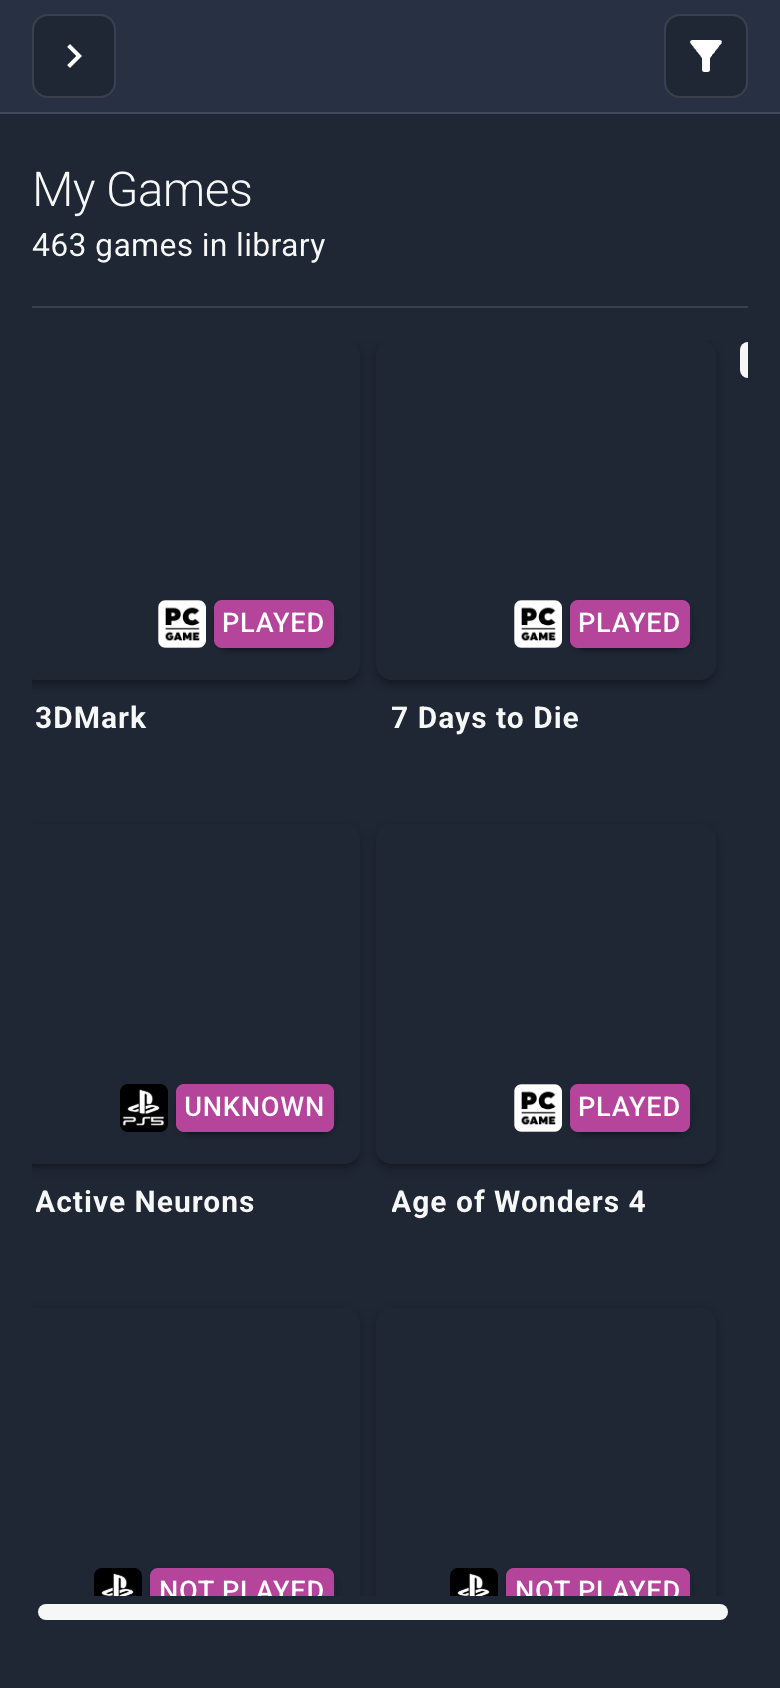 My Games
463 games in library
PC GAME PLAYED
PC GAME PLAYED
3DMark
7 Days to Die
PS5 UNKNOWN
PC GAME PLAYED
Active Neurons
Age of Wonders 4
NOT PLAYED
NOT PLAYED